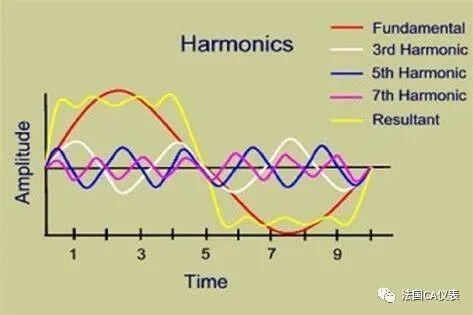 Harmonics
Fundamental
3rd Harmonic
5th Harmonic
7th Harmonic
Resultant
Amplitude
1 3 5 7 9
Time
法国CA仪表